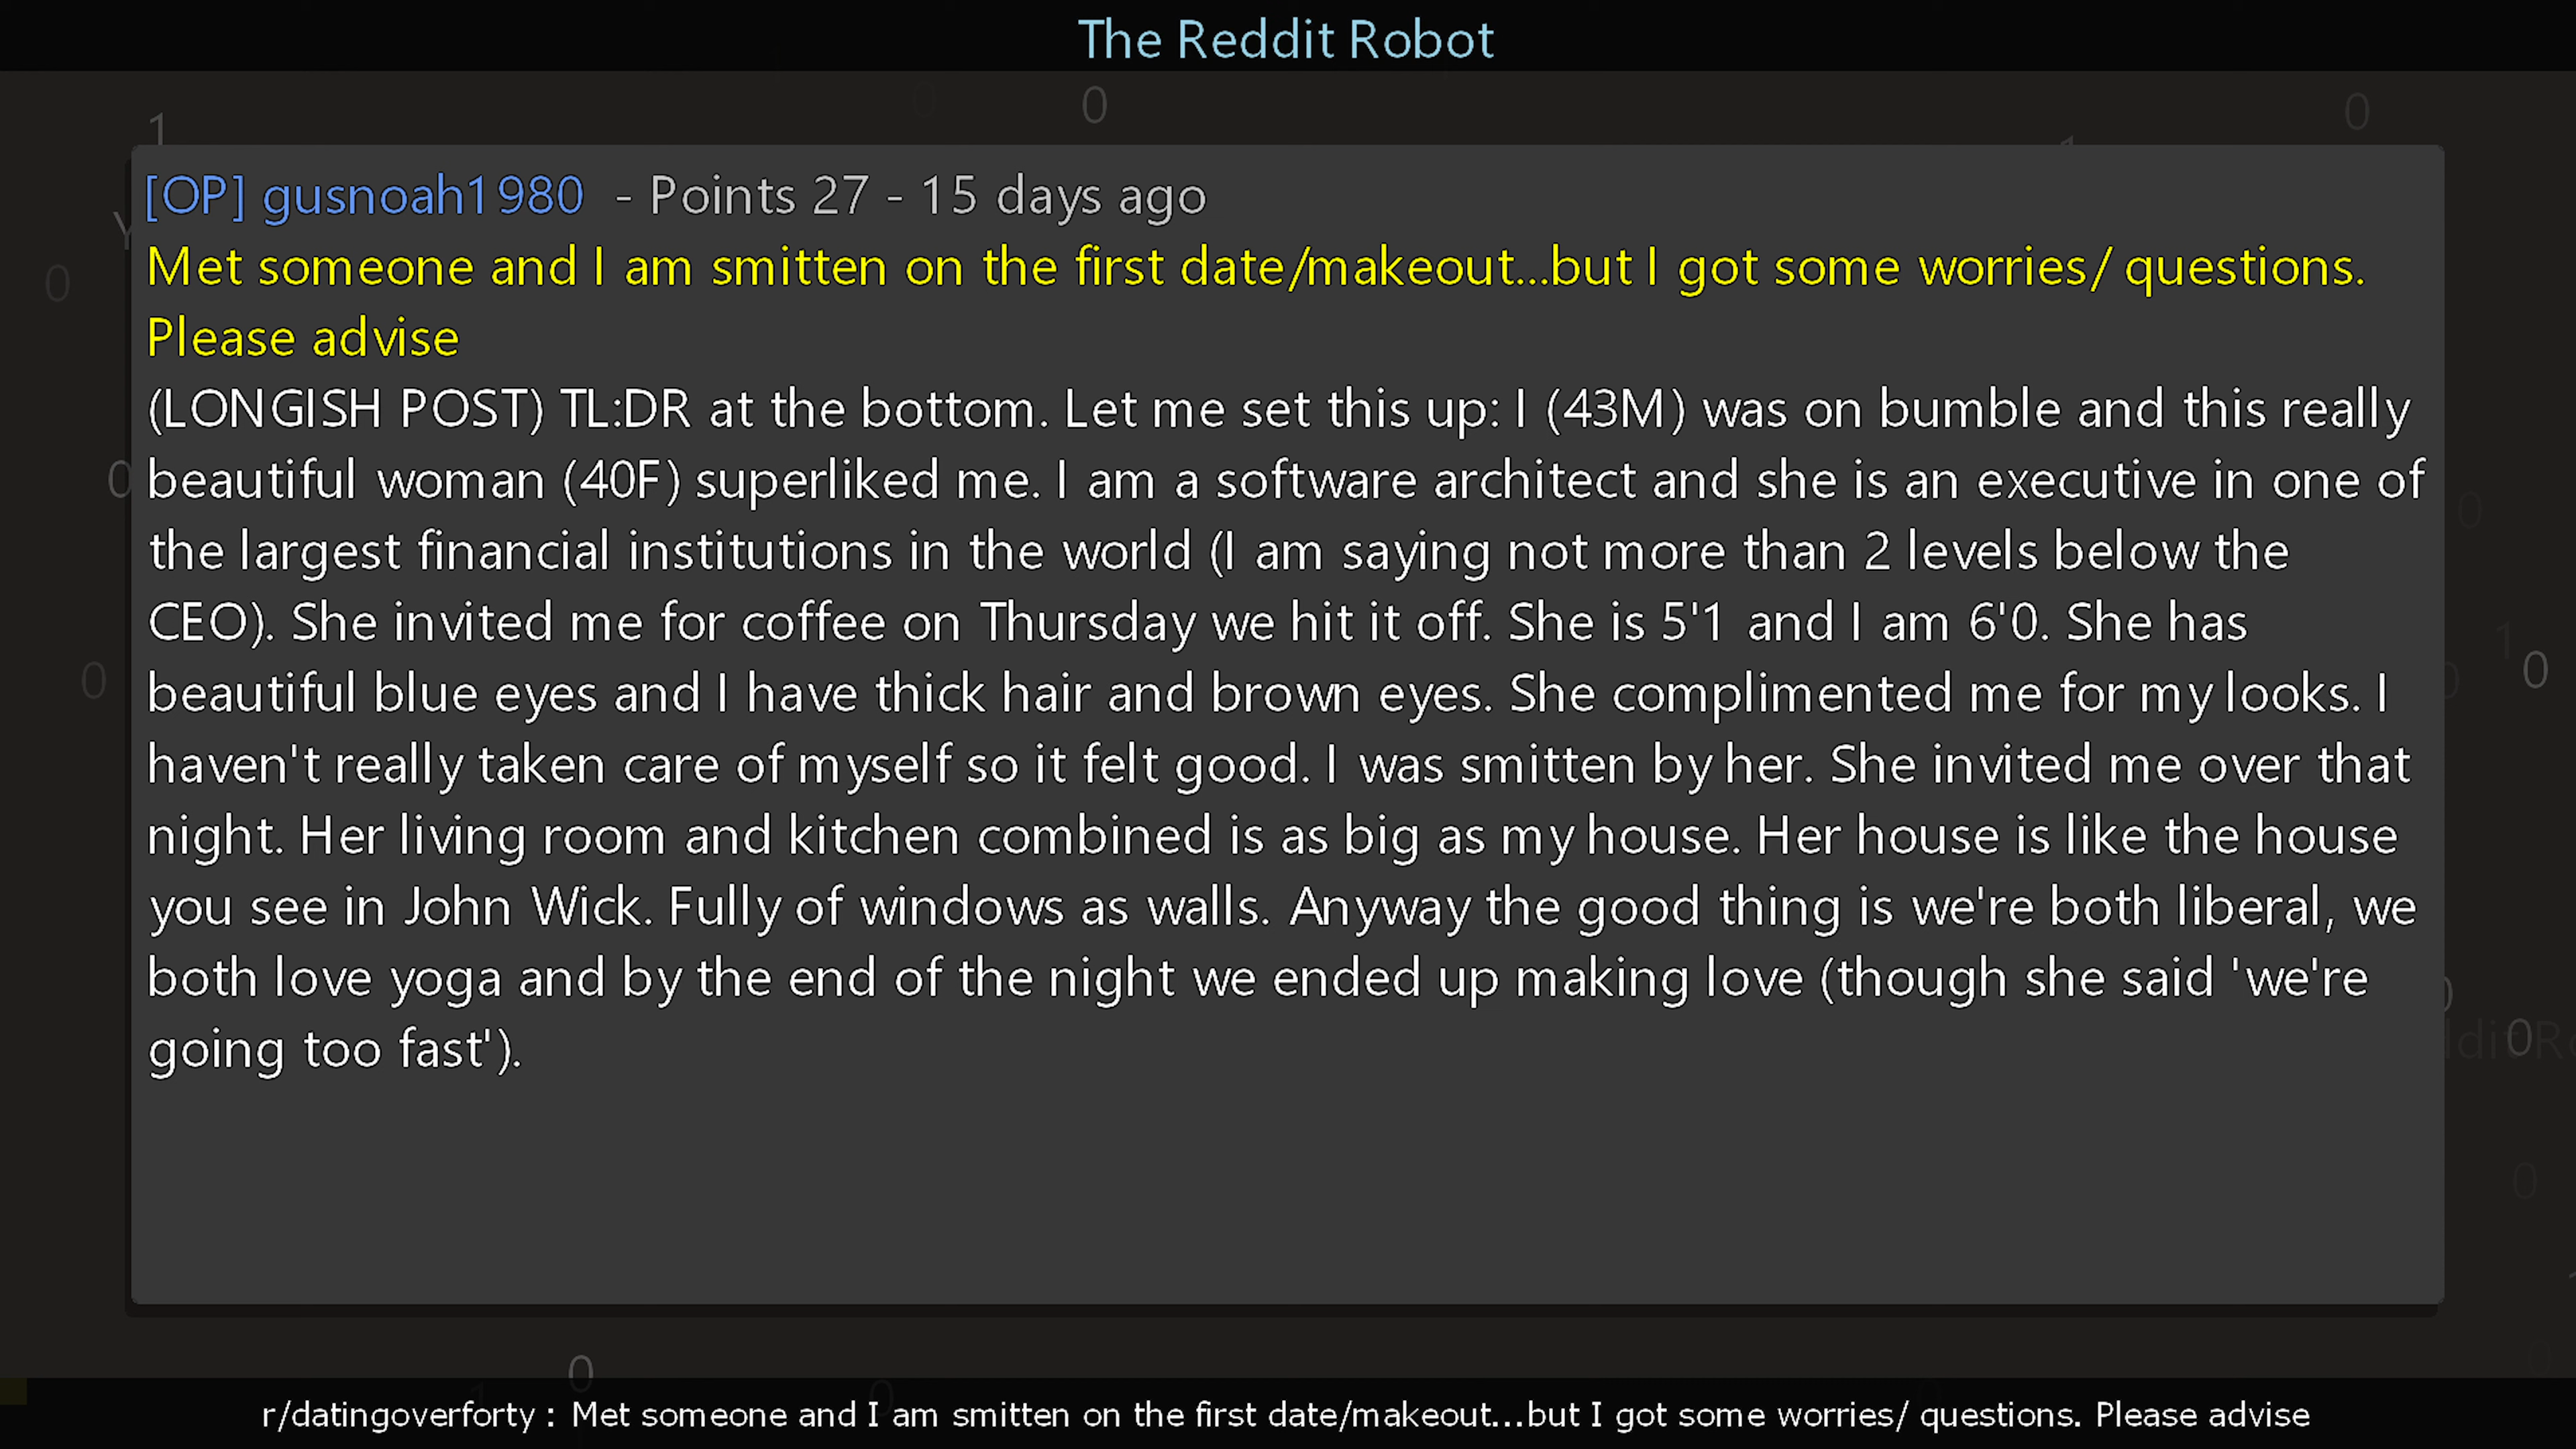 The Reddit Robot
[OP] gusnoah1980 - Points 27 - 15 days ago
Met someone and I am smitten on the first date/makeout...but I got some worries/ questions.
Please advise
(LONGISH POST) TL:DR at the bottom. Let me set this up: I (43M) was on bumble and this really
beautiful woman (40F) superliked me. I am a software architect and she is an executive in one of
the largest financial institutions in the world (I am saying not more than 2 levels below the
CEO). She invited me for coffee on Thursday we hit it off. She is 5'1 and I am 6'0. She has
beautiful blue eyes and I have thick hair and brown eyes. She complimented me for my looks. I
haven't really taken care of myself so it felt good. I was smitten by her. She invited me over that
night. Her living room and kitchen combined is as big as my house. Her house is like the house
you see in John Wick. Fully of windows as walls. Anyway the good thing is we're both liberal, we
both love yoga and by the end of the night we ended up making love (though she said 'we're
going too fast').
r/datingoverforty : Met someone and I am smitten on the first date/makeout...but I got some worries/ questions. Please advise